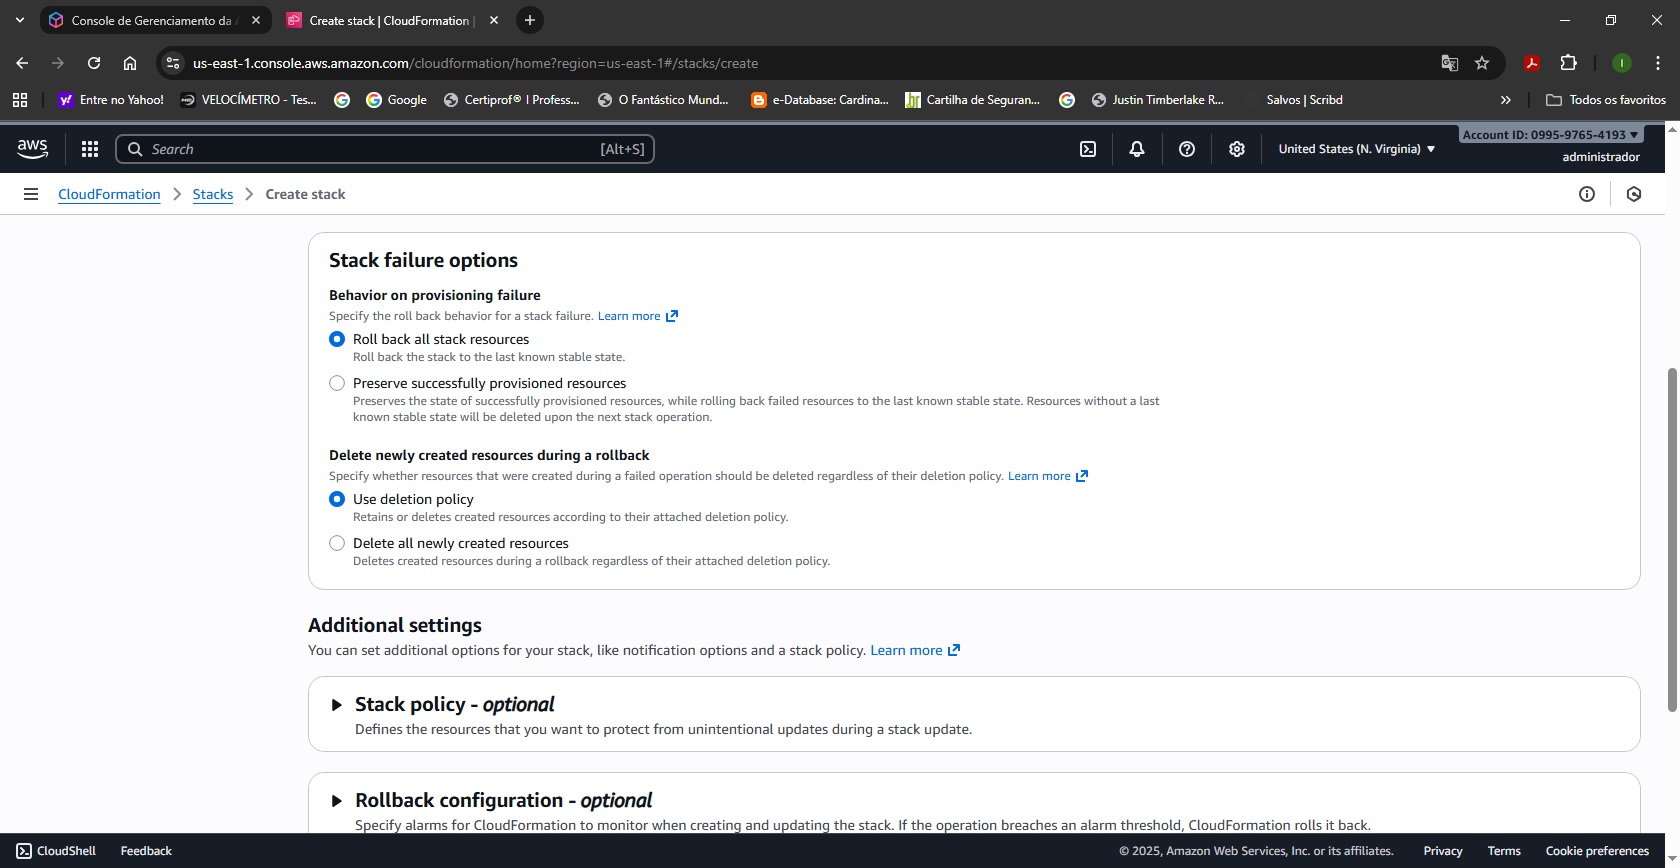 Console de Gerenciamento da
Create stack | CloudFormation |
us-east-1.console.aws.amazon.com/cloudformation/home?region=us-east-1#/stacks/create
Entre no Yahoo!
VELOCÍMETRO - Tes...
Google
Certiprof® I Profess...
O Fantástico Mund...
e-Database: Cardina...
Cartilha de Seguran...
Justin Timberlake R...
Salvos | Scribd
Todos os favoritos
aws
Search
[Alt+S]
United States (N. Virginia)
Account ID: 0995-9765-4193
administrador
CloudFormation
Stacks
Create stack
Stack failure options
Behavior on provisioning failure
Specify the roll back behavior for a stack failure. Learn more
Roll back all stack resources
Roll back the stack to the last known stable state.
Preserve successfully provisioned resources
Preserves the state of successfully provisioned resources, while rolling back failed resources to the last known stable state. Resources without a last
known stable state will be deleted upon the next stack operation.
Delete newly created resources during a rollback
Specify whether resources that were created during a failed operation should be deleted regardless of their deletion policy. Learn more
Use deletion policy
Retains or deletes created resources according to their attached deletion policy.
Delete all newly created resources
Deletes created resources during a rollback regardless of their attached deletion policy.
Additional settings
You can set additional options for your stack, like notification options and a stack policy. Learn more
Stack policy - optional
Defines the resources that you want to protect from unintentional updates during a stack update.
Rollback configuration - optional
Specify alarms for CloudFormation to monitor when creating and updating the stack. If the operation breaches an alarm threshold, CloudFormation rolls it back.
CloudShell
Feedback
© 2025, Amazon Web Services, Inc. or its affiliates.
Privacy
Terms
Cookie preferences